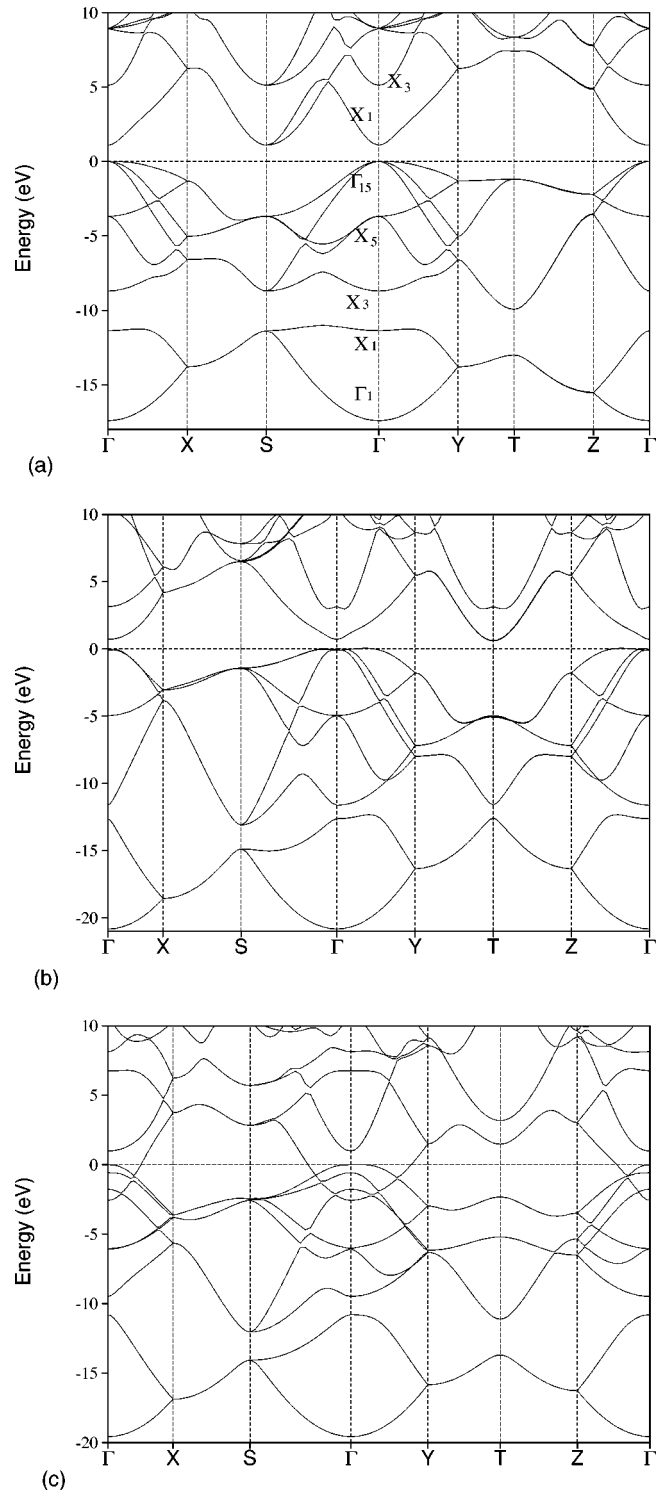 10
5
0
-5
-10
-15
Energy (eV)
X3
X1
Γ15
X5
X3
X1
Γ1
Γ X S Γ Y T Z Γ
(a)
10
5
0
-5
-10
-15
-20
Energy (eV)
Γ X S Γ Y T Z Γ
(b)
10
5
0
-5
-10
-15
-20
Energy (eV)
Γ X S Γ Y T Z Γ
(c)